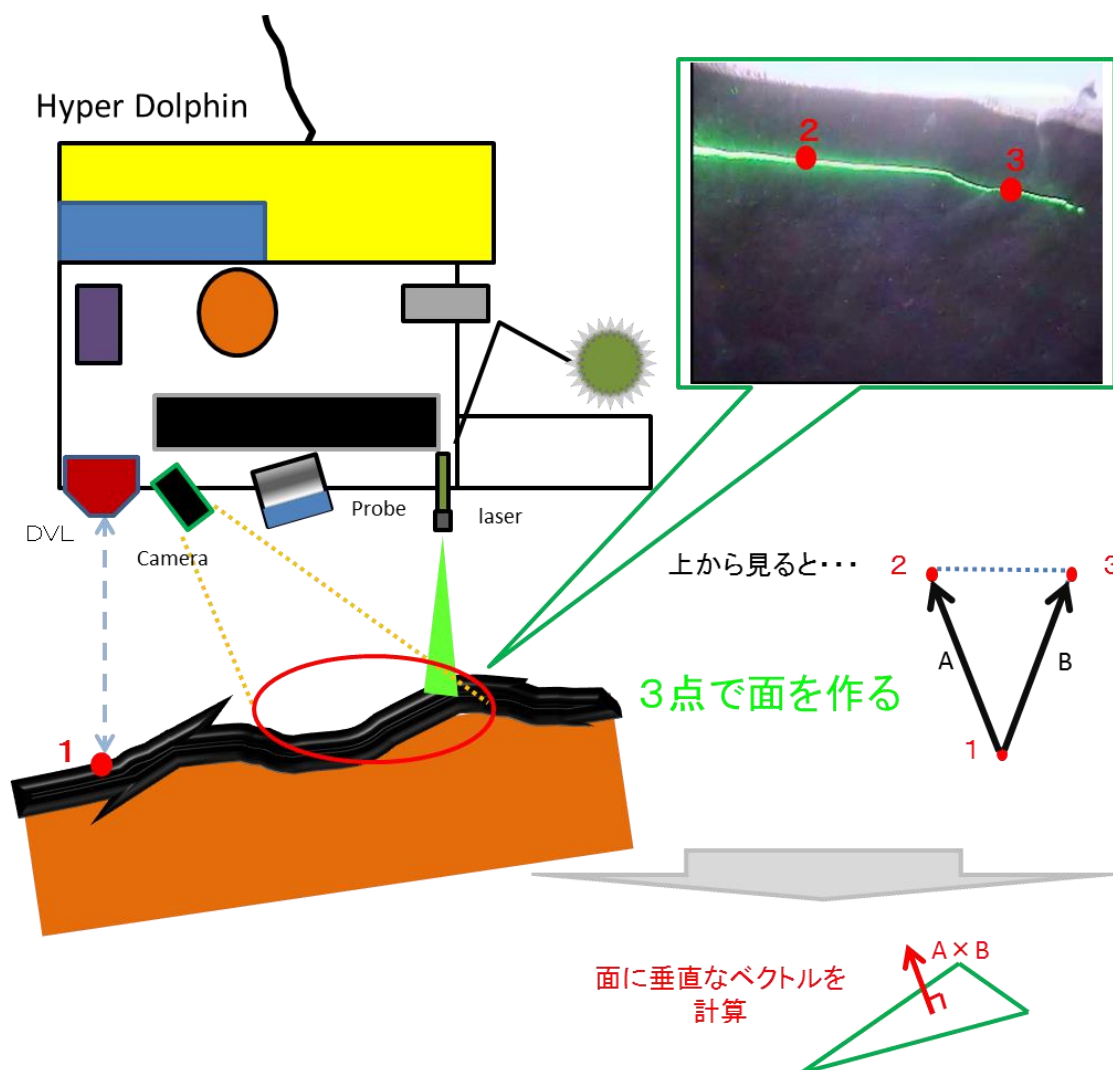 Hyper Dolphin
２
３
DVL
Camera
Probe
laser
1
上から見ると・・・
2
3
A
B
1
３点で面を作る
A×B
面に垂直なベクトルを
計算